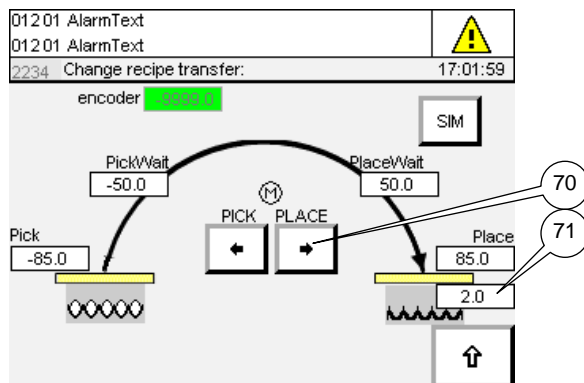 01201 AlarmText
01201 AlarmText
2234 Change recipe transfer: 17:01:59
encoder -9999.0
SIM
PickWait PlaceWait
-50.0 50.0
M
70
PICK PLACE
71
Pick Place
-85.0 85.0
2.0